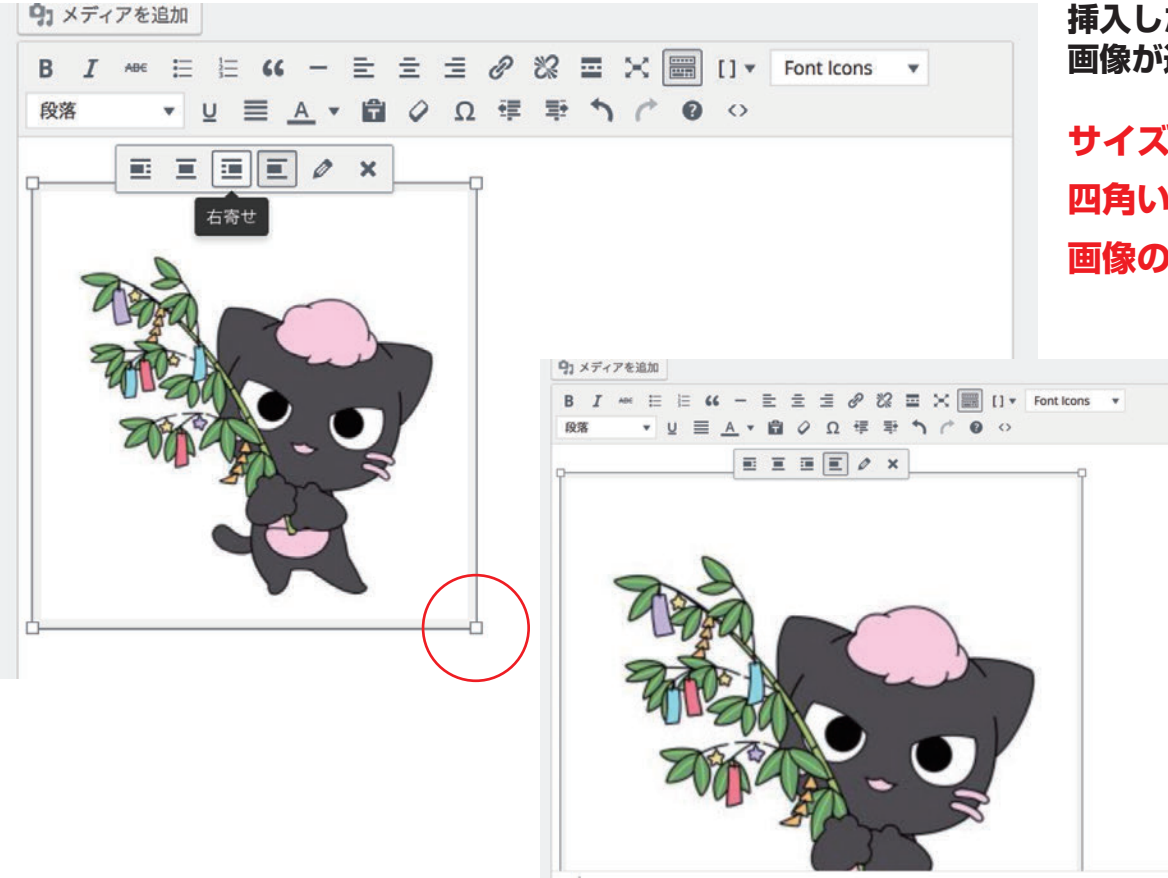 メディアを追加
B I ABC “ — [ ] Font Icons
段落 U A T Ω ? <>
右寄せ
挿入し
画像が
サイズ
四角い
画像の
メディアを追加
B I ABC “ — [ ] Font Icons
段落 U A T Ω ? <>